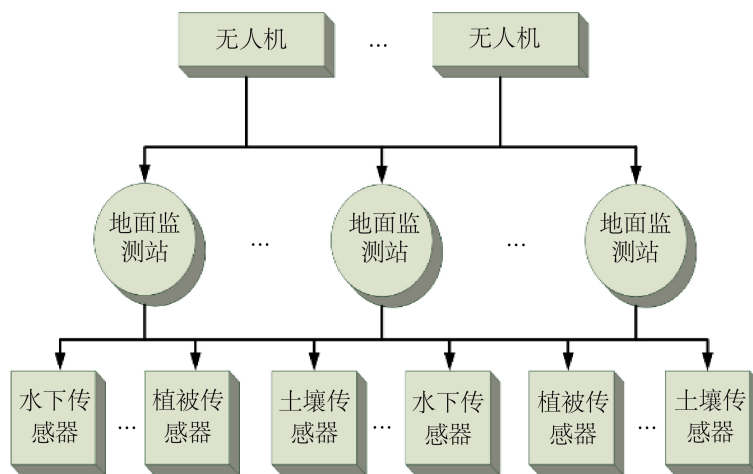 无人机 ... 无人机
地面监
测站
...
地面监
测站
...
地面监
测站
水下传
感器
...
植被传
感器
土壤传
感器
...
水下传
感器
植被传
感器
...
土壤传
感器